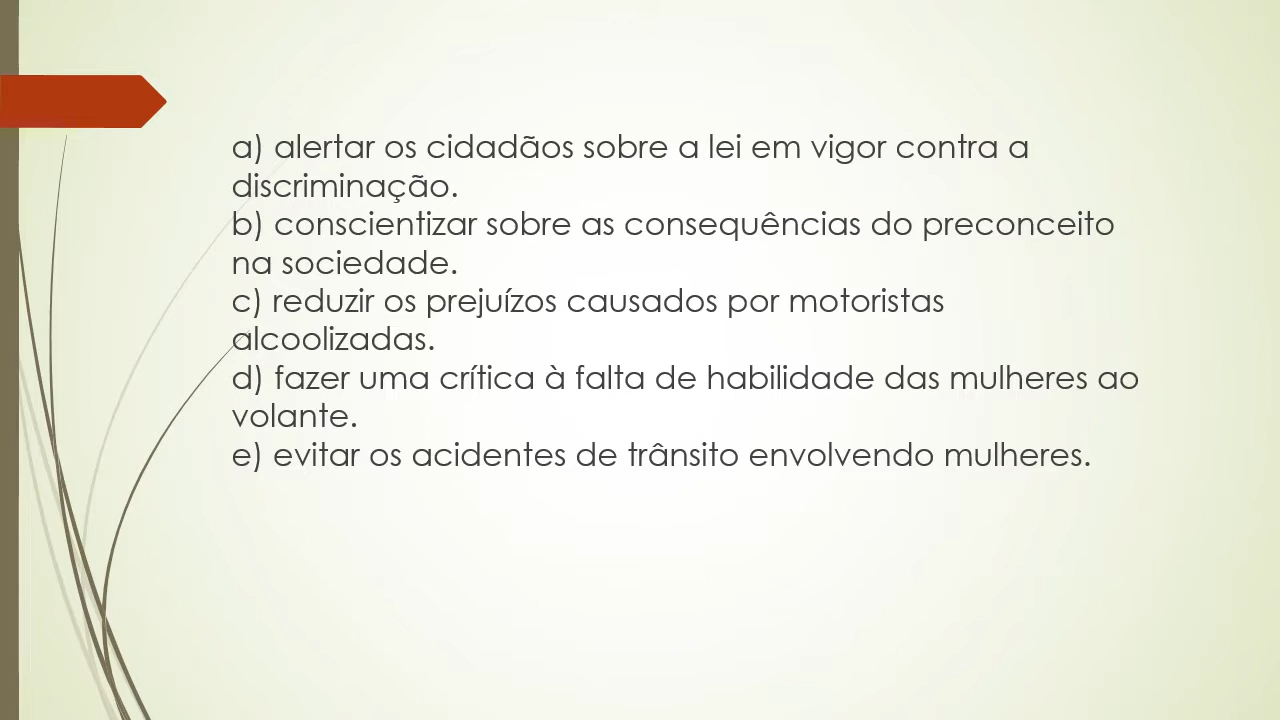 a) alertar os cidadãos sobre a lei em vigor contra a
discriminação.
b) conscientizar sobre as consequências do preconceito
na sociedade.
c) reduzir os prejuízos causados por motoristas
alcoolizadas.
d) fazer uma crítica à falta de habilidade das mulheres ao
volante.
e) evitar os acidentes de trânsito envolvendo mulheres.